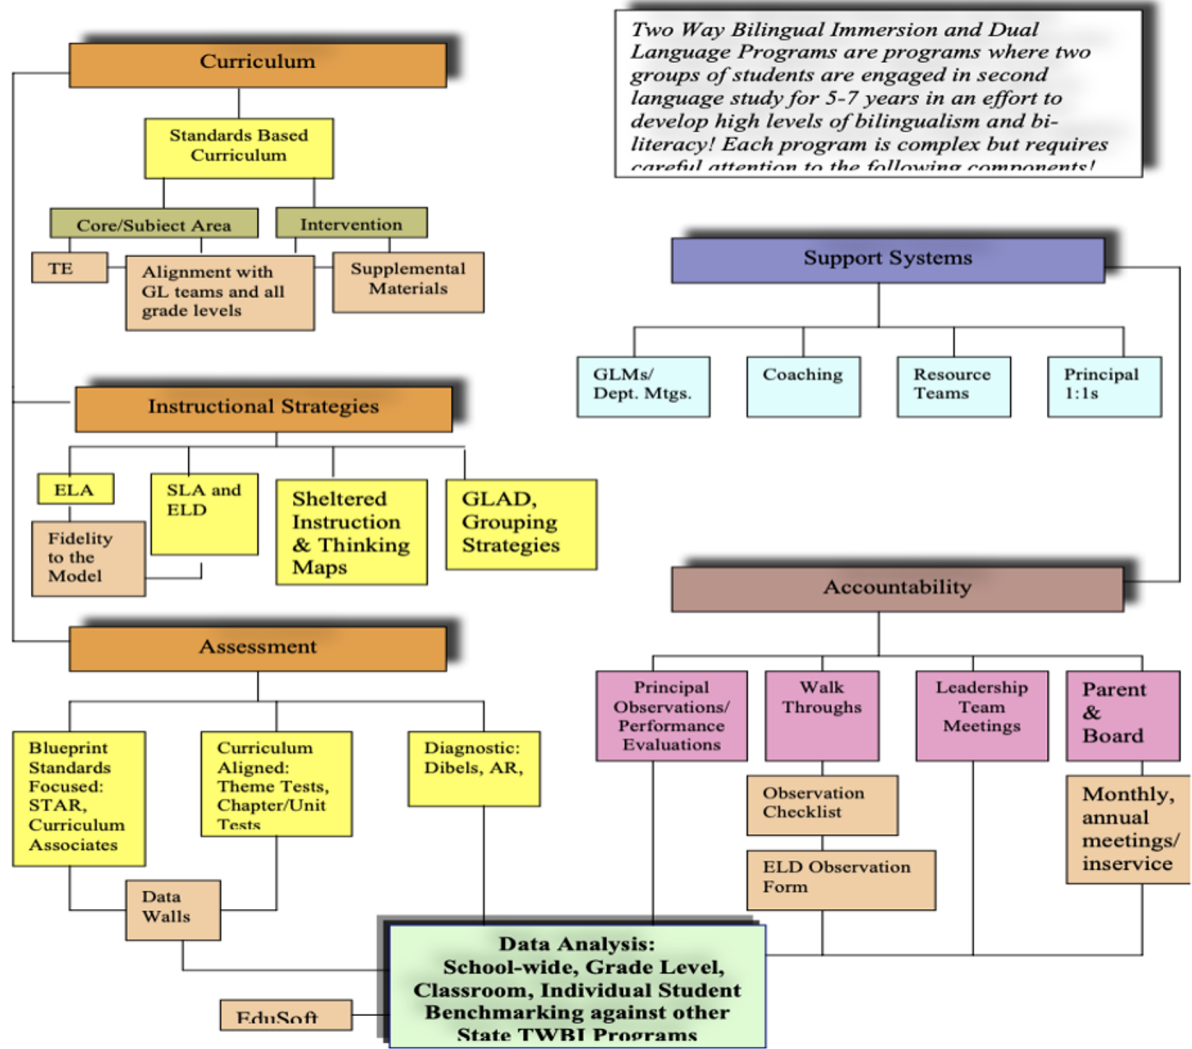 Two Way Bilingual Immersion and Dual
Language Programs are programs where two
groups of students are engaged in second
language study for 5-7 years in an effort to
develop high levels of bilingualism and bi-
literacy! Each program is complex but requires
careful attention to the following components!
Curriculum
Standards Based
Curriculum
Core/Subject Area
Intervention
TE
Alignment with
GL teams and all
grade levels
Supplemental
Materials
Instructional Strategies
ELA
SLA and
ELD
Sheltered
Instruction
& Thinking
Maps
GLAD,
Grouping
Strategies
Fidelity
to the
Model
Assessment
Blueprint
Standards
Focused:
STAR,
Curriculum
Associates
Curriculum
Aligned:
Theme Tests,
Chapter/Unit
Tests
Diagnostic:
Dibels, AR,
Data
Walls
EduSoft
Support Systems
GLMs/
Dept. Mtgs.
Coaching
Resource
Teams
Principal
1:1s
Accountability
Principal
Observations/
Performance
Evaluations
Walk
Throughs
Leadership
Team
Meetings
Parent
&
Board
Observation
Checklist
ELD Observation
Form
Monthly,
annual
meetings/
inservice
Data Analysis:
School-wide, Grade Level,
Classroom, Individual Student
Benchmarking against other
State TWBI Programs